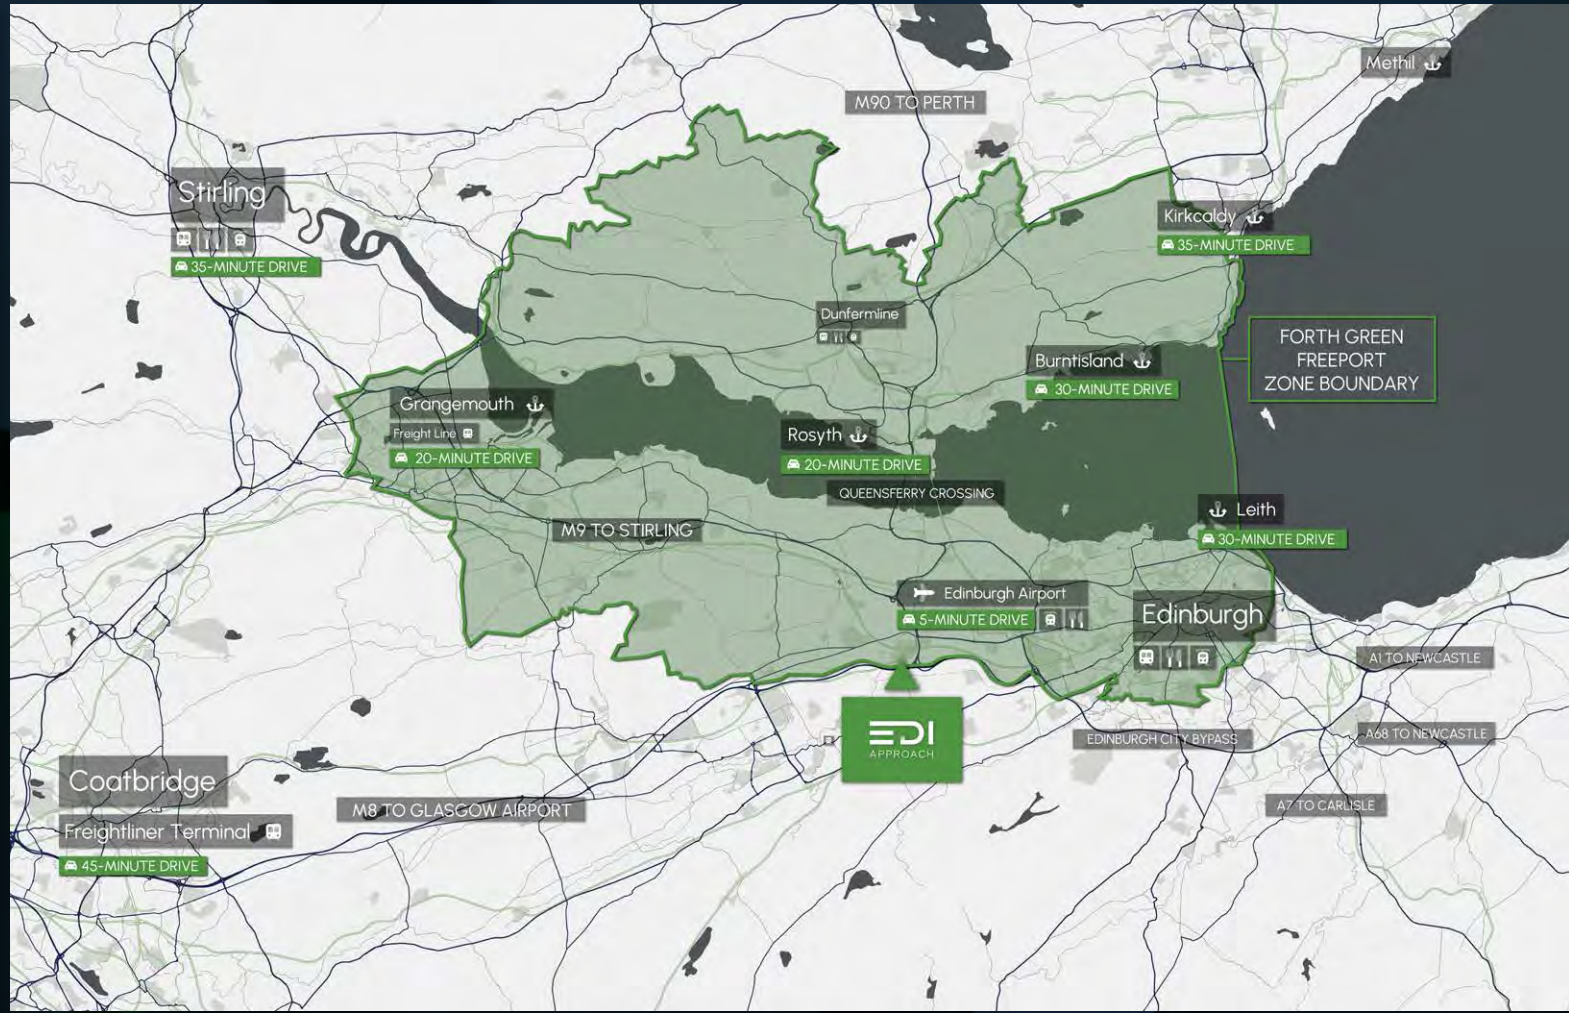 Methil
M90 TO PERTH
Stirling
35-MINUTE DRIVE
Kirkcaldy
35-MINUTE DRIVE
Dunfermline
FORTH GREEN
FREEPORT
ZONE BOUNDARY
Burntisland
30-MINUTE DRIVE
Grangemouth
Freight Line
20-MINUTE DRIVE
Rosyth
20-MINUTE DRIVE
QUEENSFERRY CROSSING
Leith
30-MINUTE DRIVE
M9 TO STIRLING
Edinburgh Airport
5-MINUTE DRIVE
Edinburgh
A1 TO NEWCASTLE
EDI
APPROACH
EDINBURGH CITY BYPASS
A68 TO NEWCASTLE
Coatbridge
Freightliner Terminal
45-MINUTE DRIVE
M8 TO GLASGOW AIRPORT
A7 TO CARLISLE